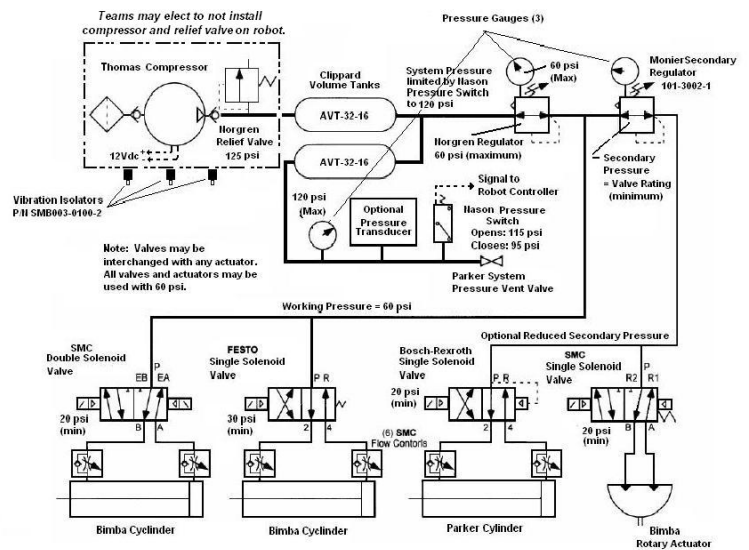 Teams may elect to not install
compressor and relief valve on robot.
Pressure Gauges (3)
Thomas Compressor
Clippard
Volume Tanks
System Pressure
limited by Nason
Pressure Switch
to 120 psi
60 psi
(Max)
Monier Secondary
Regulator
101-3002-1
AVT-32-16
Norgren
Relief Valve
125 psi
12Vdc
Norgren Regulator
60 psi (maximum)
AVT-32-16
Secondary
Pressure
= Valve Rating
(minimum)
Vibration Isolators
P/N SMB003-0100-2
120 psi
(Max)
Optional
Pressure
Transducer
Signal to
Robot Controller
Nason Pressure
Switch
Opens: 115 psi
Closes: 95 psi
Note: Valves may be
interchanged with any actuator.
All valves and actuators may be
used with 60 psi.
Parker System
Pressure Vent Valve
Working Pressure = 60 psi
Optional Reduced Secondary Pressure
SMC
Double Solenoid
Valve
P
EB EA
20 psi
(min)
B A
FESTO
Single Solenoid
Valve
P R
30 psi
(min)
2 4
(6) SMC
Flow Contorls
Bosch-Rexroth
Single Solenoid
Valve
P R
20 psi
(min)
2 4
SMC
Single Solenoid
Valve
P
R2 R1
20 psi
(min)
B A
Bimba Cyclinder
Bimba Cyclinder
Parker Cylinder
Bimba
Rotary Actuator